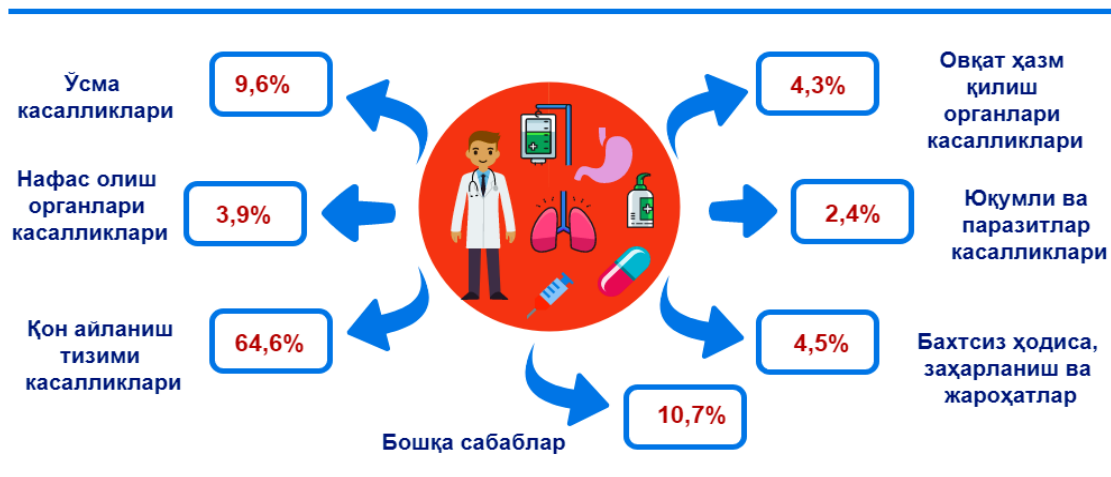 Ўсма
касалликлари
9,6%
Нафас олиш
органлари
касалликлари
3,9%
Қон айланиш
тизими
касалликлари
64,6%
Бошқа сабаблар
10,7%
Овқат ҳазм
қилиш
органлари
касалликлари
4,3%
Юқумли ва
паразитлар
касалликлари
2,4%
Бахтсиз ҳодиса,
заҳарланиш ва
жароҳатлар
4,5%